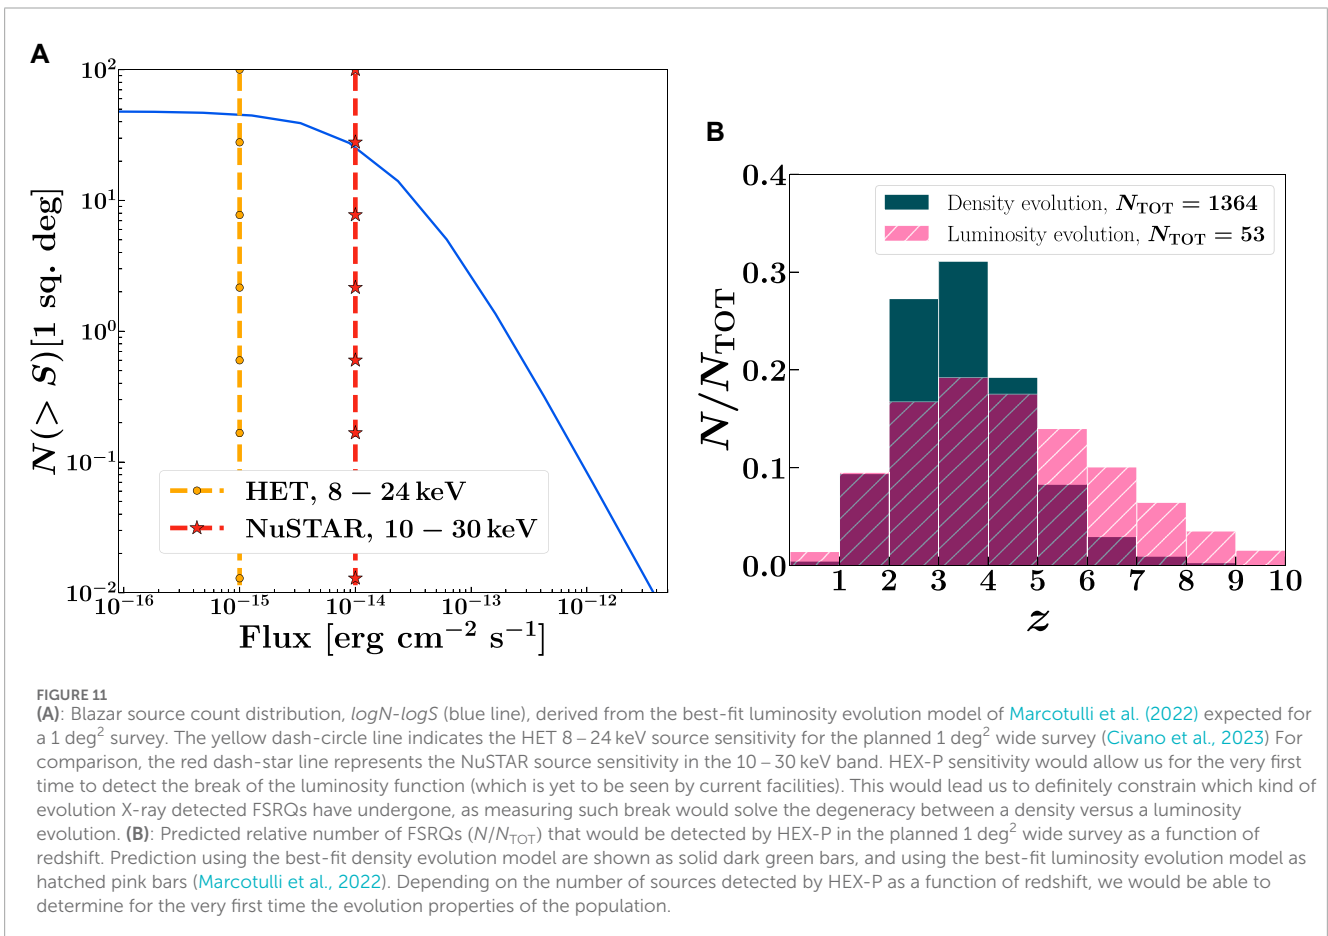 A
10^2
10^1
10^0
10^−1
10^−2
N(> S)[1 sq. deg]
HET, 8 − 24 keV
NuSTAR, 10 − 30 keV
10^−16 10^−15 10^−14 10^−13 10^−12
Flux [erg cm^−2 s^−1]
B
0.4
0.3
0.2
0.1
0.0
N/N_TOT
Density evolution, N_TOT = 1364
Luminosity evolution, N_TOT = 53
1 2 3 4 5 6 7 8 9 10
z
FIGURE 11
(A): Blazar source count distribution, logN-logS (blue line), derived from the best-fit luminosity evolution model of Marcotulli et al. (2022) expected for
a 1 deg² survey. The yellow dash-circle line indicates the HET 8 – 24 keV source sensitivity for the planned 1 deg² wide survey (Civano et al., 2023) For
comparison, the red dash-star line represents the NuSTAR source sensitivity in the 10 – 30 keV band. HEX-P sensitivity would allow us for the very first
time to detect the break of the luminosity function (which is yet to be seen by current facilities). This would lead us to definitely constrain which kind of
evolution X-ray detected FSRQs have undergone, as measuring such break would solve the degeneracy between a density versus a luminosity
evolution. (B): Predicted relative number of FSRQs (N/N_TOT) that would be detected by HEX-P in the planned 1 deg² wide survey as a function of
redshift. Prediction using the best-fit density evolution model are shown as solid dark green bars, and using the best-fit luminosity evolution model as
hatched pink bars (Marcotulli et al., 2022). Depending on the number of sources detected by HEX-P as a function of redshift, we would be able to
determine for the very first time the evolution properties of the population.